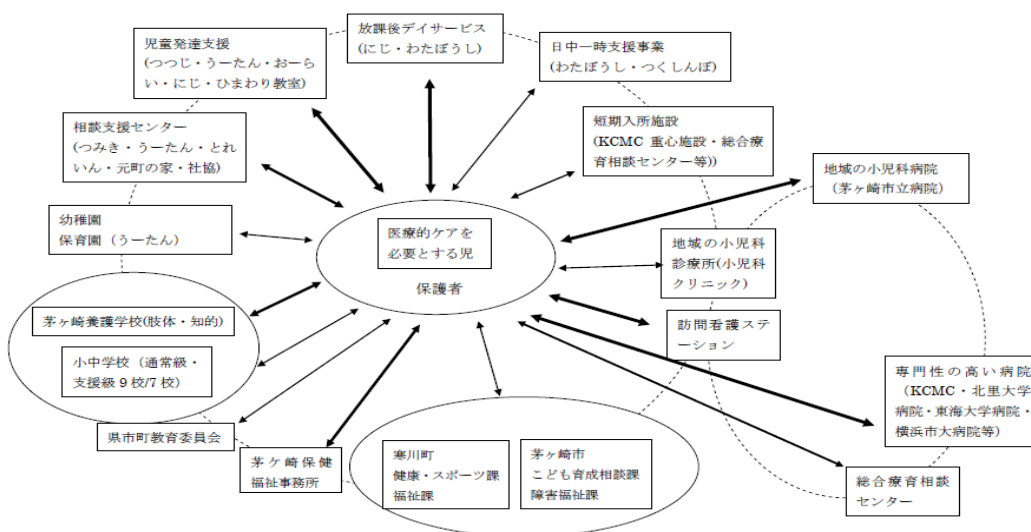 放課後デイサービス
(にじ・わたぼうし)
児童発達支援
(つつじ・うーたん・おーら
い・にじ・ひまわり教室)
日中一時支援事業
(わたぼうし・つくしんぼ)
相談支援センター
(つみき・うーたん・とれ
いん・元町の家・社協)
短期入所施設
(KCMC 重心施設・総合療
育相談センター等))
地域の小児科病院
(茅ヶ崎市立病院)
幼稚園
保育園(うーたん)
医療的ケアを
必要とする児
保護者
地域の小児科
診療所(小児科
クリニック)
茅ヶ崎養護学校(肢体・知的)
小中学校(通常級・
支援級9校/7校)
訪問看護ステ
ーション
専門性の高い病院
(KCMC・北里大学
病院・東海大学病院・
横浜市大病院等)
県市町教育委員会
茅ケ崎保健
福祉事務所
寒川町
健康・スポーツ課
福祉課
茅ヶ崎市
こども育成相談課
障害福祉課
総合療育相談
センター